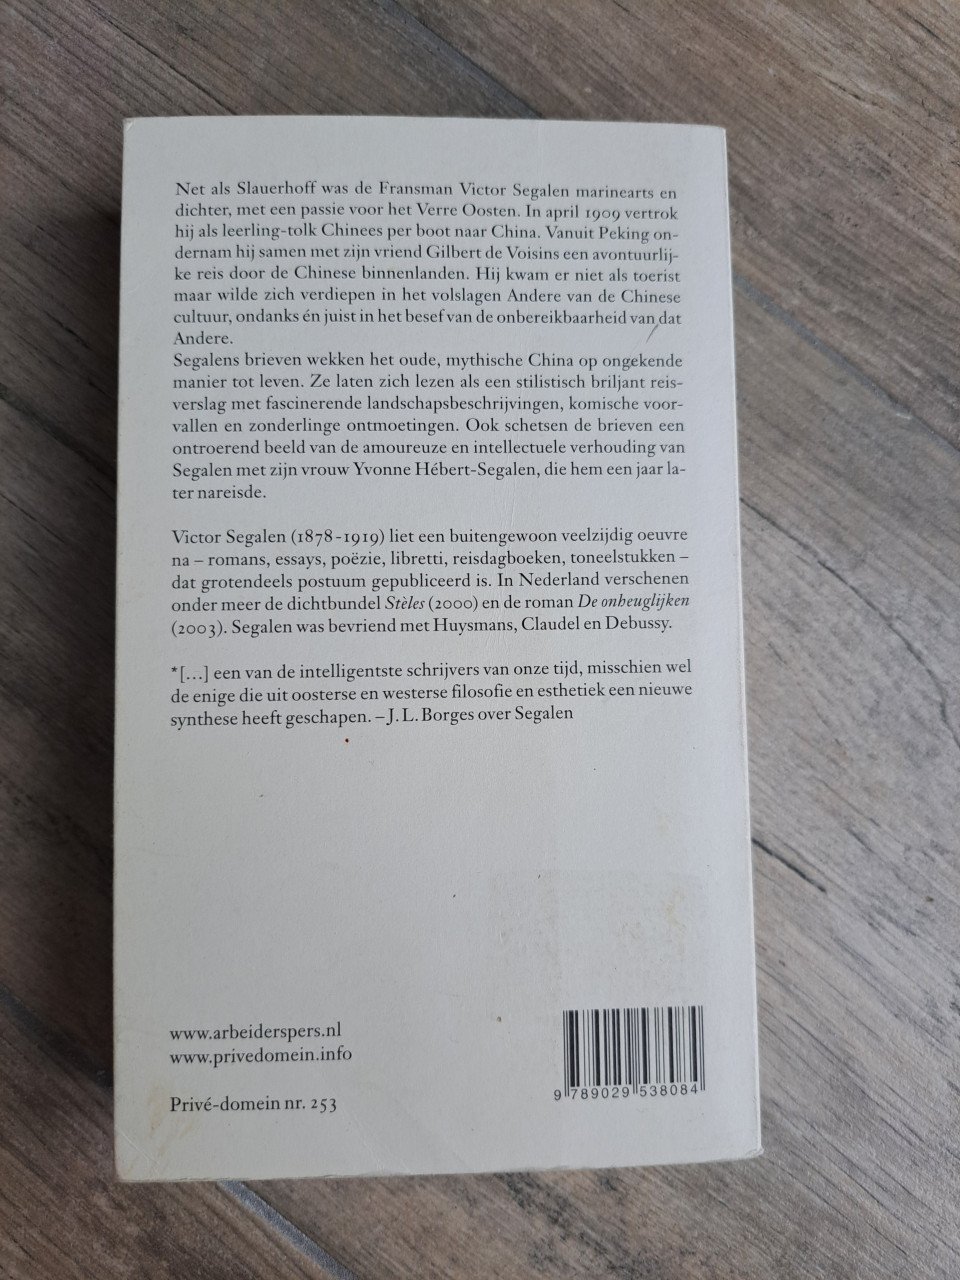 Net als Slauerhoff was de Fransman Victor Segalen marinearts en
dichter, met een passie voor het Verre Oosten. In april 1909 vertrok
hij als leerling-tolk Chinees per boot naar China. Vanuit Peking on-
dernam hij samen met zijn vriend Gilbert de Voisins een avontuurlij-
ke reis door de Chinese binnenlanden. Hij kwam er niet als toerist
maar wilde zich verdiepen in het volslagen Andere van de Chinese
cultuur, ondanks én juist in het besef van de onbereikbaarheid van dat
Andere.
Segalens brieven wekken het oude, mythische China op ongekende
manier tot leven. Ze laten zich lezen als een stilistisch briljant reis-
verslag met fascinerende landschapsbeschrijvingen, komische voor-
vallen en zonderlinge ontmoetingen. Ook schetsen de brieven een
ontroerend beeld van de amoureuze en intellectuele verhouding van
Segalen met zijn vrouw Yvonne Hébert-Segalen, die hem een jaar la-
ter nareisde.
Victor Segalen (1878-1919) liet een buitengewoon veelzijdig oeuvre
na – romans, essays, poëzie, libretti, reisdagboeken, toneelstukken –
dat grotendeels postuum gepubliceerd is. In Nederland verschenen
onder meer de dichtbundel Stèles (2000) en de roman De onheuglijken
(2003). Segalen was bevriend met Huysmans, Claudel en Debussy.
*[...] een van de intelligentste schrijvers van onze tijd, misschien wel
de enige die uit oosterse en westerse filosofie en esthetiek een nieuwe
synthese heeft geschapen. – J.L. Borges over Segalen
www.arbeiderspers.nl
www.privedomein.info
Privé-domein nr. 253
9 789029 538084